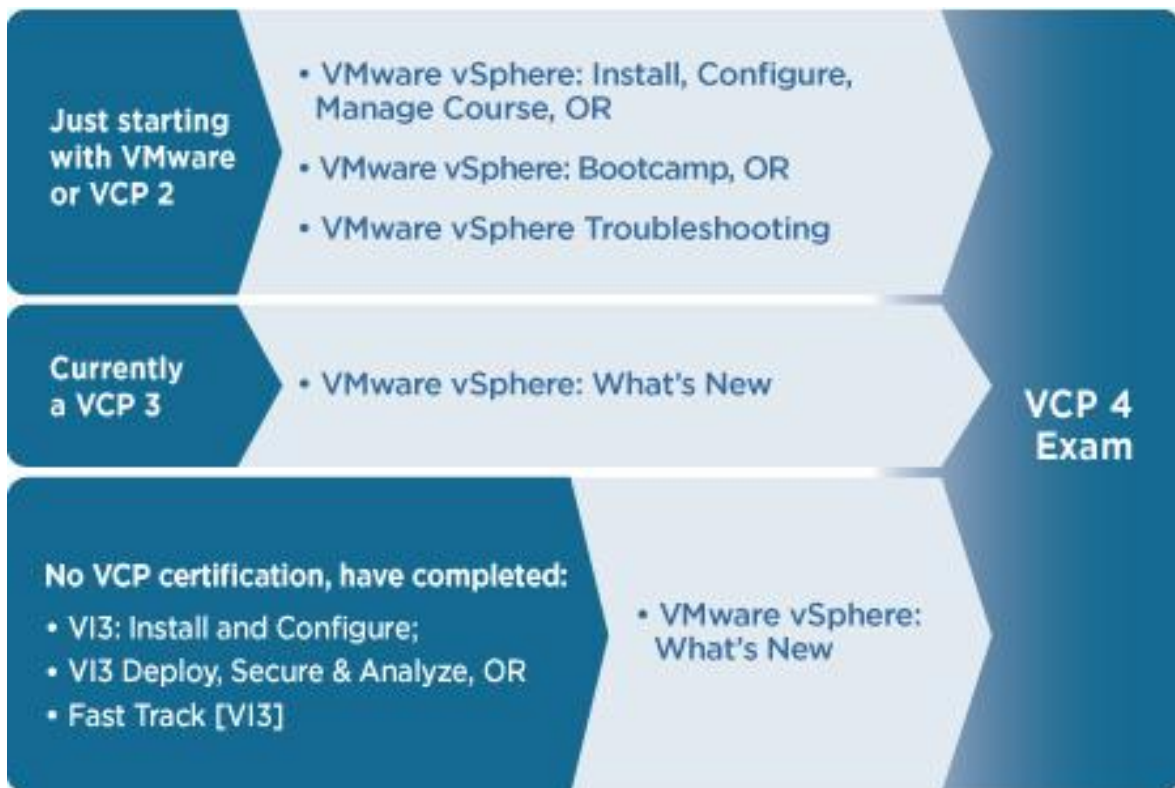 Just starting
with VMware
or VCP 2
• VMware vSphere: Install, Configure,
Manage Course, OR
• VMware vSphere: Bootcamp, OR
• VMware vSphere Troubleshooting
Currently
a VCP 3
• VMware vSphere: What's New
No VCP certification, have completed:
• VI3: Install and Configure;
• VI3 Deploy, Secure & Analyze, OR
• Fast Track [VI3]
• VMware vSphere:
What's New
VCP 4
Exam